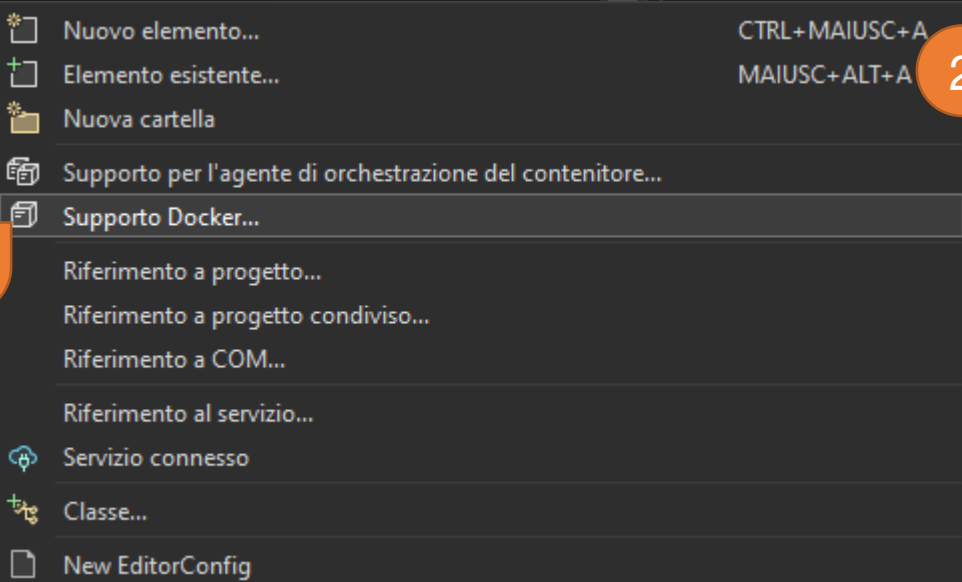 Nuovo elemento... CTRL+MAIUSC+A
Elemento esistente... MAIUSC+ALT+A
2
Nuova cartella
Supporto per l'agente di orchestrazione del contenitore...
Supporto Docker...
Riferimento a progetto...
Riferimento a progetto condiviso...
Riferimento a COM...
Riferimento al servizio...
Servizio connesso
Classe...
New EditorConfig